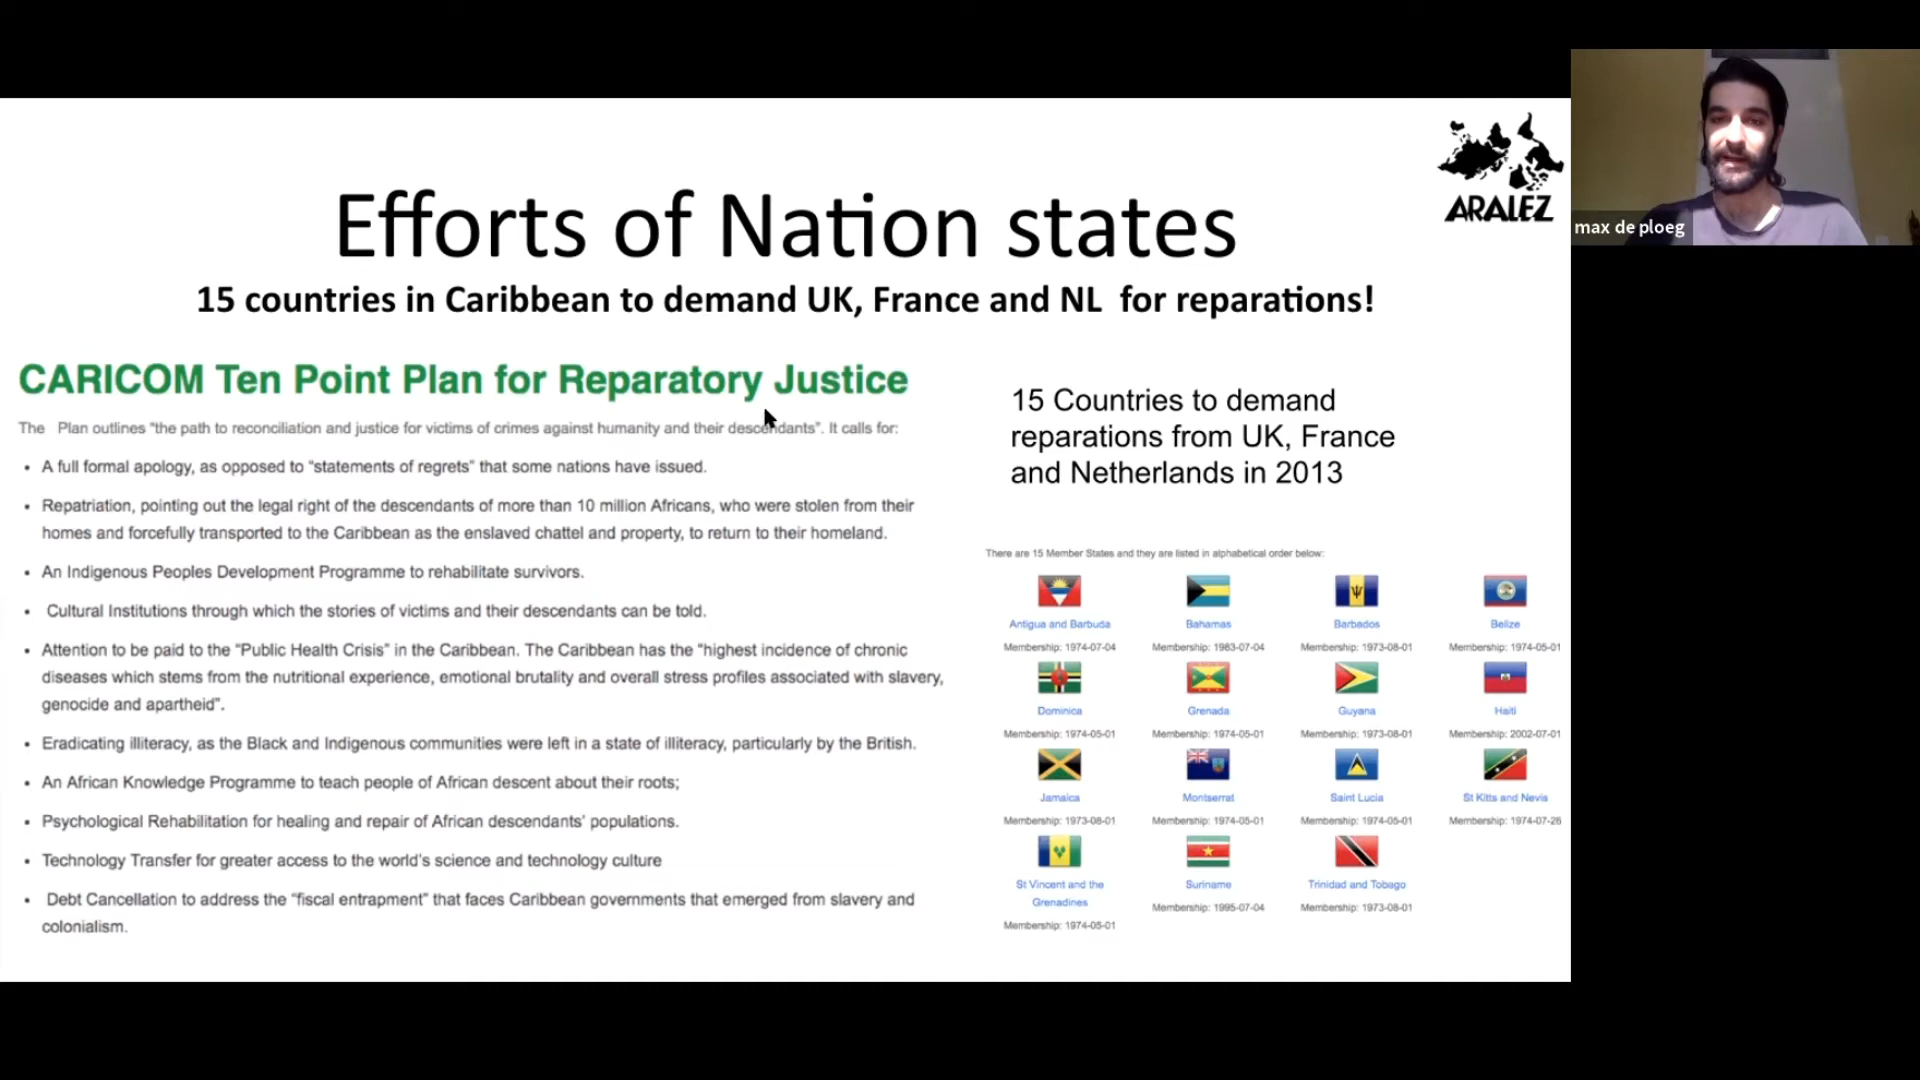 ARALEZ
max de ploeg
Efforts of Nation states
15 countries in Caribbean to demand UK, France and NL for reparations!
CARICOM Ten Point Plan for Reparatory Justice
The Plan outlines "the path to reconciliation and justice for victims of crimes against humanity and their descendants". It calls for:
• A full formal apology, as opposed to "statements of regrets" that some nations have issued.
• Repatriation, pointing out the legal right of the descendants of more than 10 million Africans, who were stolen from their
homes and forcefully transported to the Caribbean as the enslaved chattel and property, to return to their homeland.
• An Indigenous Peoples Development Programme to rehabilitate survivors.
• Cultural Institutions through which the stories of victims and their descendants can be told.
• Attention to be paid to the "Public Health Crisis" in the Caribbean. The Caribbean has the "highest incidence of chronic
diseases which stems from the nutritional experience, emotional brutality and overall stress profiles associated with slavery,
genocide and apartheid".
• Eradicating illiteracy, as the Black and Indigenous communities were left in a state of illiteracy, particularly by the British.
• An African Knowledge Programme to teach people of African descent about their roots;
• Psychological Rehabilitation for healing and repair of African descendants' populations.
• Technology Transfer for greater access to the world's science and technology culture
• Debt Cancellation to address the "fiscal entrapment" that faces Caribbean governments that emerged from slavery and
colonialism.
15 Countries to demand
reparations from UK, France
and Netherlands in 2013
There are 15 Member States and they are listed in alphabetical order below:
Antigua and Barbuda Bahamas Barbados Belize
Membership: 1974-07-04 Membership: 1983-07-04 Membership: 1973-08-01 Membership: 1974-05-01
Dominica Grenada Guyana Haiti
Membership: 1974-05-01 Membership: 1974-05-01 Membership: 1973-08-01 Membership: 2002-07-01
Jamaica Montserrat Saint Lucia St Kitts and Nevis
Membership: 1973-08-01 Membership: 1974-05-01 Membership: 1974-05-01 Membership: 1974-07-26
St Vincent and the Suriname Trinidad and Tobago
Grenadines
Membership: 1995-07-04 Membership: 1973-08-01
Membership: 1974-05-01